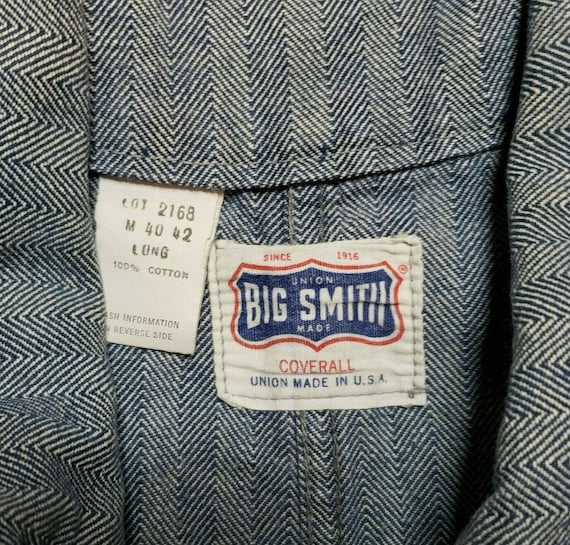 LOT 2168
M 40 42
LONG
100% COTTON
ASH INFORMATION
N REVERSE SIDE
SINCE 1916
UNION
BIG SMITH
®
MADE
COVERALL
UNION MADE IN U.S.A.